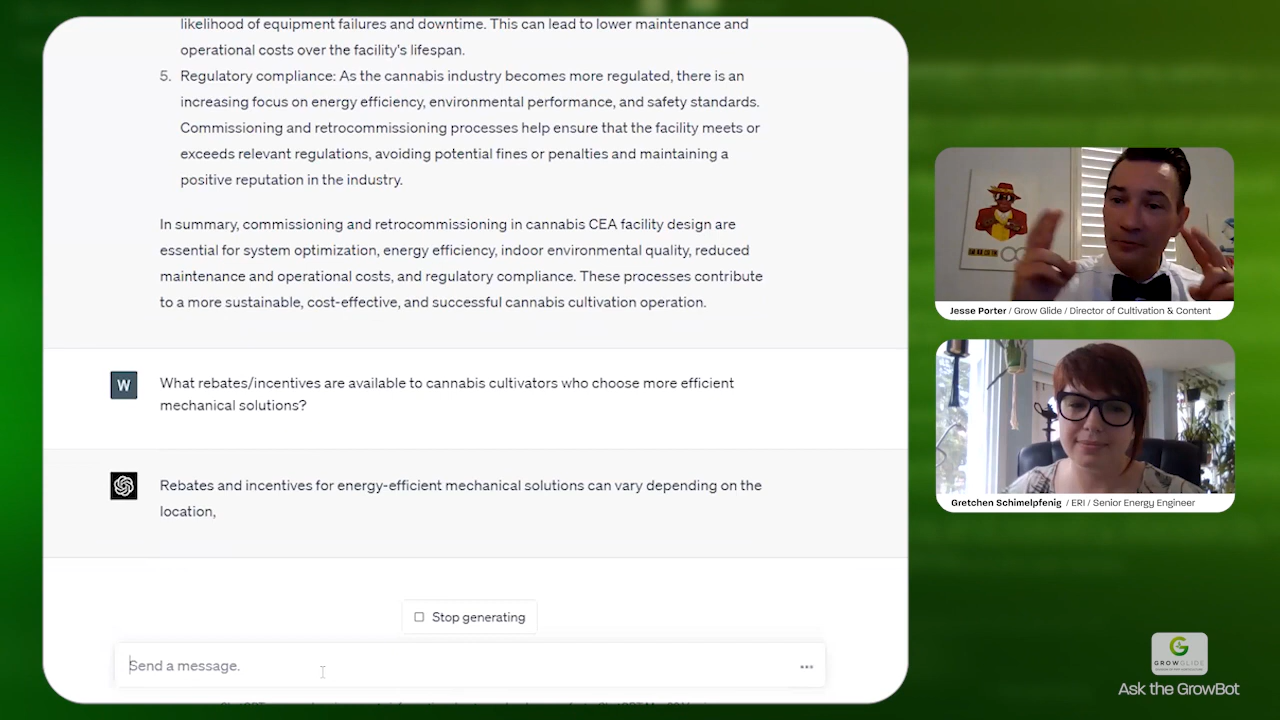 likelihood of equipment failures and downtime. This can lead to lower maintenance and
operational costs over the facility's lifespan.
5. Regulatory compliance: As the cannabis industry becomes more regulated, there is an
increasing focus on energy efficiency, environmental performance, and safety standards.
Commissioning and retrocommissioning processes help ensure that the facility meets or
exceeds relevant regulations, avoiding potential fines or penalties and maintaining a
positive reputation in the industry.
In summary, commissioning and retrocommissioning in cannabis CEA facility design are
essential for system optimization, energy efficiency, indoor environmental quality, reduced
maintenance and operational costs, and regulatory compliance. These processes contribute
to a more sustainable, cost-effective, and successful cannabis cultivation operation.
W
What rebates/incentives are available to cannabis cultivators who choose more efficient
mechanical solutions?
Rebates and incentives for energy-efficient mechanical solutions can vary depending on the
location,
Stop generating
Send a message.
Jesse Porter / Grow Glide / Director of Cultivation & Content
Gretchen Schimelpfenig / ERI / Senior Energy Engineer
G
GROWGLIDE
Ask the GrowBot